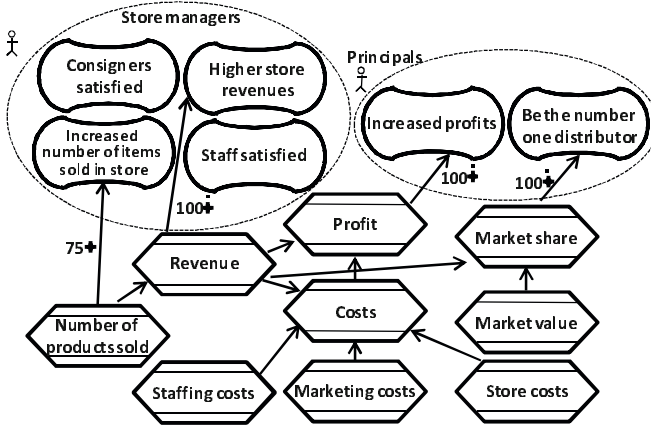 Store managers
Consigners
satisfied
Higher store
revenues
Increased
number of items
sold in store
Staff satisfied
Principals
Increased profits
Be the number
one distributor
100+
100+
100+
75+
Profit
Market share
Revenue
Costs
Market value
Number of
products sold
Staffing costs
Marketing costs
Store costs